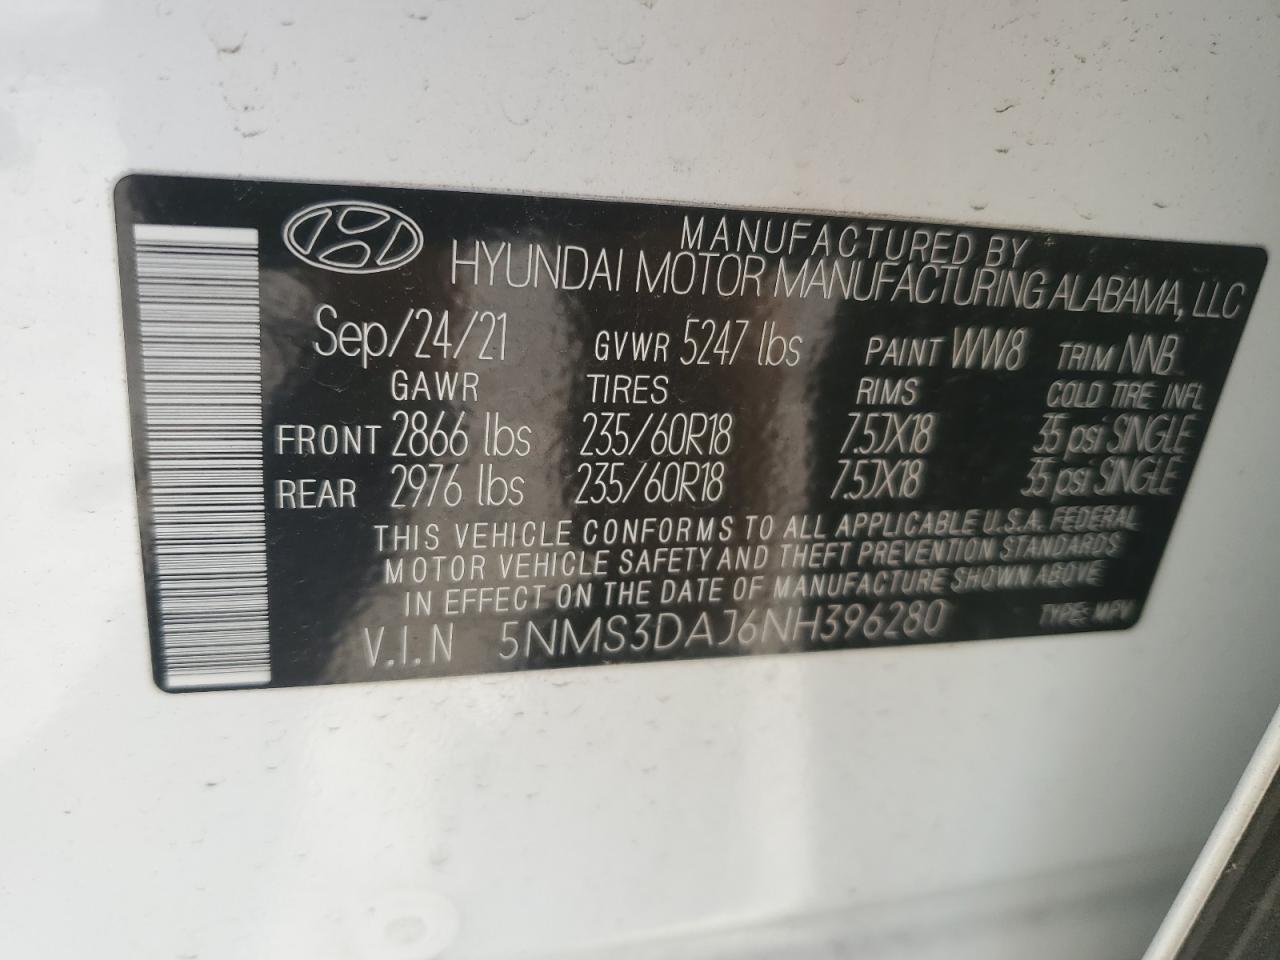 MANUFACTURED BY
HYUNDAI MOTOR MANUFACTURING ALABAMA, LLC
Sep/24/21 GVWR 5247 lbs PAINT WW8 TRIM NNB
GAWR TIRES RIMS COLD TIRE INFL
FRONT 2866 lbs 235/60R18 7.5JX18 35 psi SINGLE
REAR 2976 lbs 235/60R18 7.5JX18 35 psi SINGLE
THIS VEHICLE CONFORMS TO ALL APPLICABLE U.S.A. FEDERAL
MOTOR VEHICLE SAFETY AND THEFT PREVENTION STANDARDS
IN EFFECT ON THE DATE OF MANUFACTURE SHOWN ABOVE
V.I.N 5NMS3DAJ6NH396280 TYPE: MPV